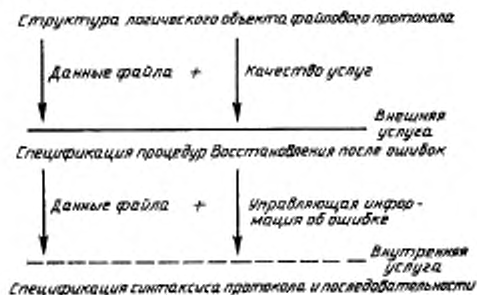 Структура логического объекта файлового протокола
Данные файла + Качество услуг
Внешняя
услуга
Спецификация процедур Восстановления после ошибок
Данные файла + Управляющая инфор-
мация об ошибке
Внутренняя
услуга
Спецификация синтаксиса протокола и последовательности